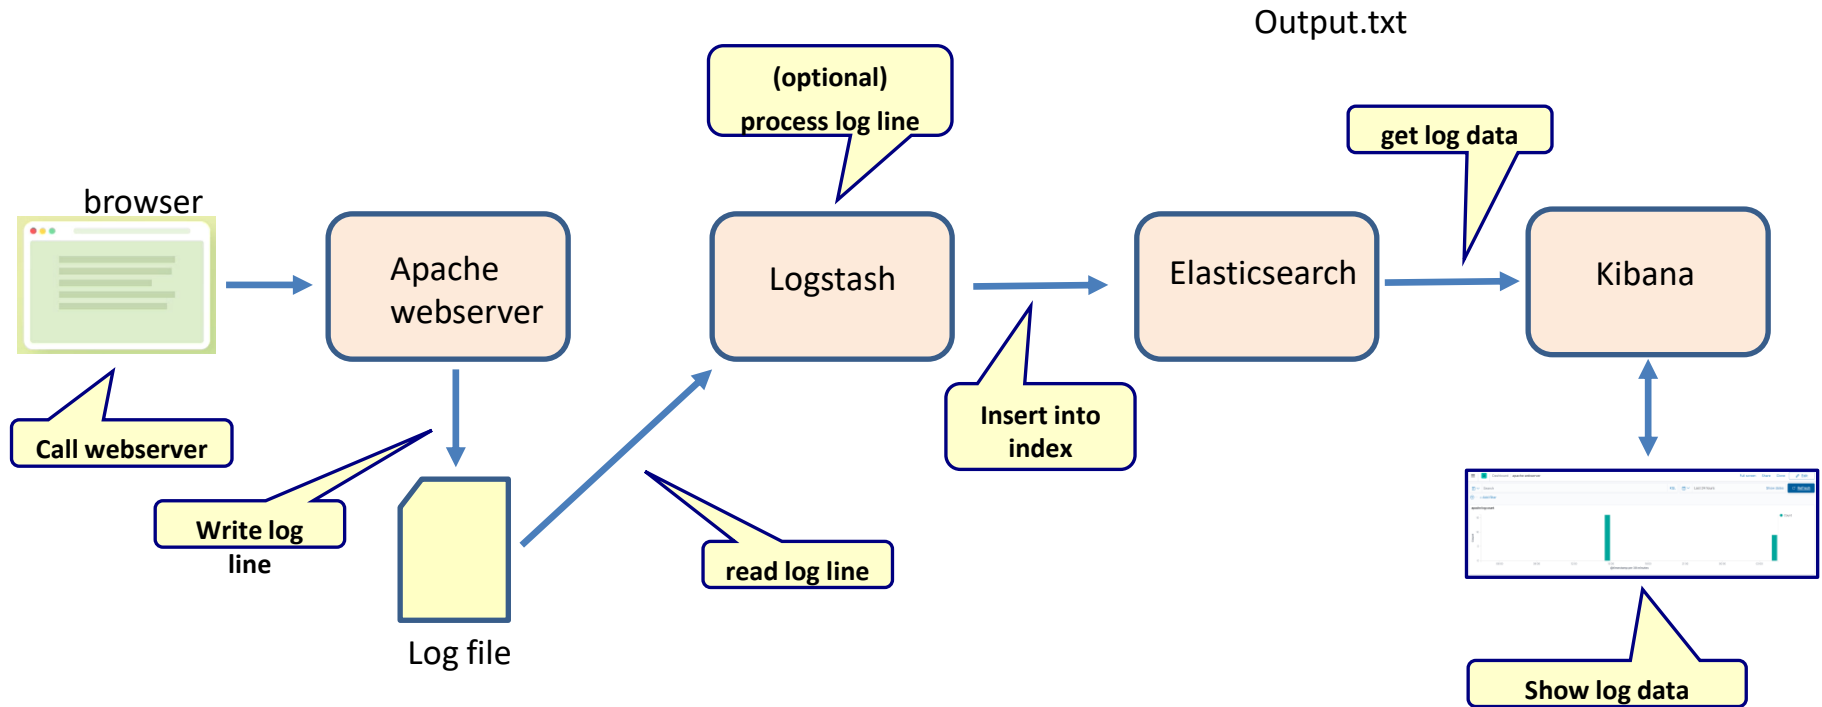 Output.txt
(optional)
process log line
get log data
browser
Apache
webserver
Logstash
Elasticsearch
Kibana
Call webserver
Insert into
index
Write log
line
read log line
Log file
Show log data